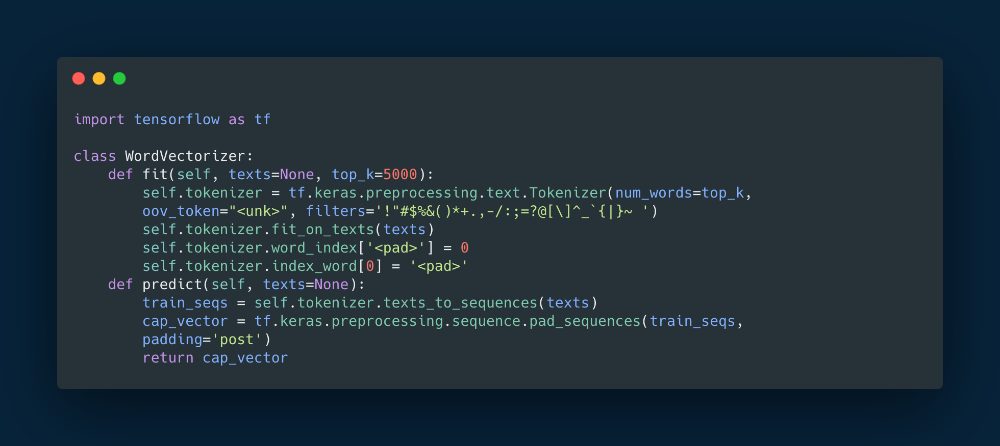 import tensorflow as tf
class WordVectorizer:
    def fit(self, texts=None, top_k=5000):
        self.tokenizer = tf.keras.preprocessing.text.Tokenizer(num_words=top_k,
        oov_token="<unk>", filters='!"#$%&()*+.,-/:;=?@[\]^_`{|}~ ')
        self.tokenizer.fit_on_texts(texts)
        self.tokenizer.word_index['<pad>'] = 0
        self.tokenizer.index_word[0] = '<pad>'
    def predict(self, texts=None):
        train_seqs = self.tokenizer.texts_to_sequences(texts)
        cap_vector = tf.keras.preprocessing.sequence.pad_sequences(train_seqs,
        padding='post')
        return cap_vector